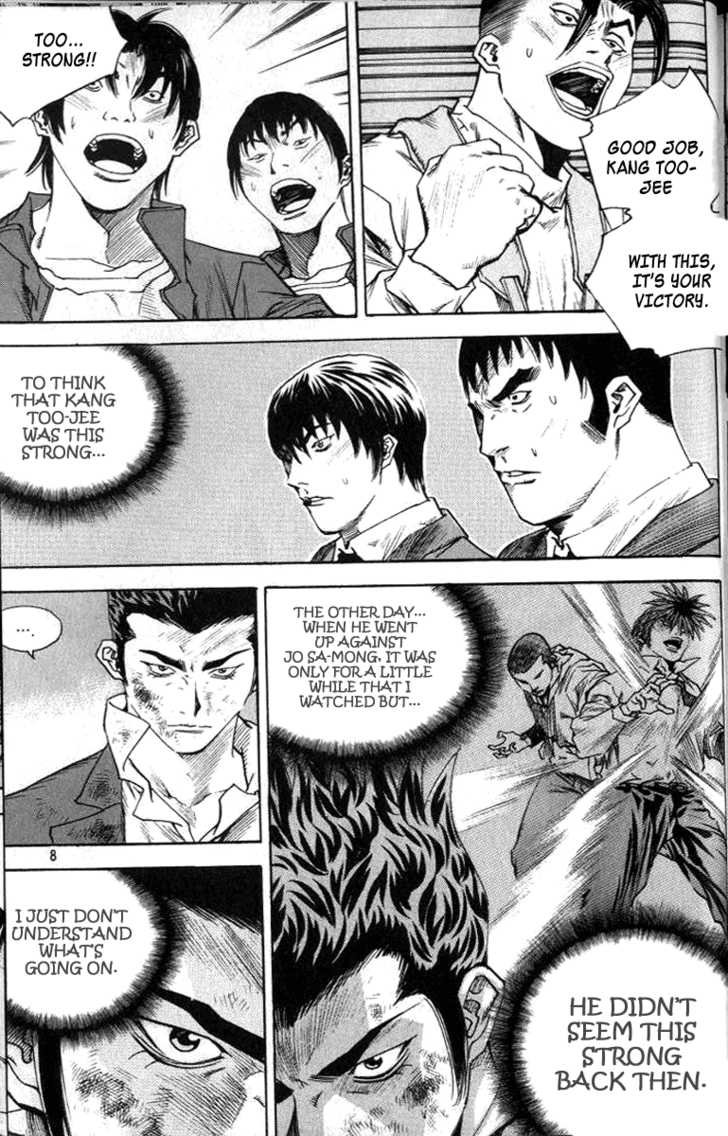 TOO...
STRONG!!
GOOD JOB,
KANG TOO-
JEE
WITH THIS,
IT'S YOUR
VICTORY.
TO THINK
THAT KANG
TOO-JEE
WAS THIS
STRONG...
....
THE OTHER DAY...
WHEN HE WENT
UP AGAINST
JO SA-MONG, IT WAS
ONLY FOR A LITTLE
WHILE THAT I
WATCHED BUT...
8
I JUST DON'T
UNDERSTAND
WHAT'S
GOING ON.
HE DIDN'T
SEEM THIS
STRONG
BACK THEN.